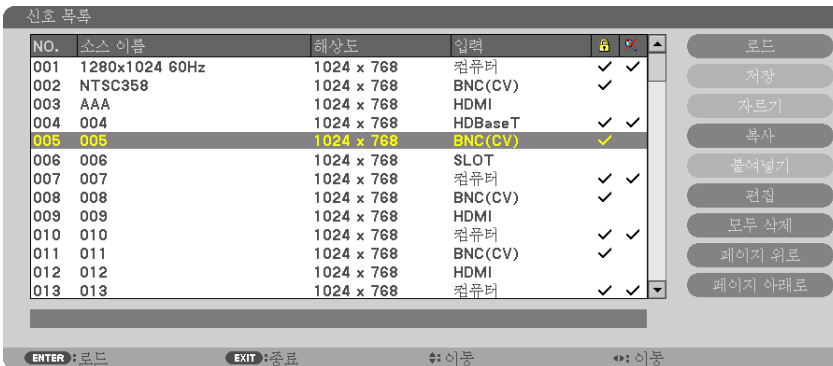 신호 목록
NO. 소스 이름 해상도 입력
001 1280x1024 60Hz 1024 x 768 컴퓨터 ✓ ✓
002 NTSC358 1024 x 768 BNC(CV) ✓
003 AAA 1024 x 768 HDMI
004 004 1024 x 768 HDBaseT ✓ ✓
005 005 1024 x 768 BNC(CV) ✓
006 006 1024 x 768 SLOT
007 007 1024 x 768 컴퓨터 ✓ ✓
008 008 1024 x 768 BNC(CV) ✓
009 009 1024 x 768 HDMI
010 010 1024 x 768 컴퓨터 ✓ ✓
011 011 1024 x 768 BNC(CV) ✓
012 012 1024 x 768 HDMI
013 013 1024 x 768 컴퓨터 ✓ ✓
로드
저장
자르기
복사
붙여넣기
편집
모두 삭제
페이지 위로
페이지 아래로
ENTER:로드 EXIT:종료 :이동 :이동